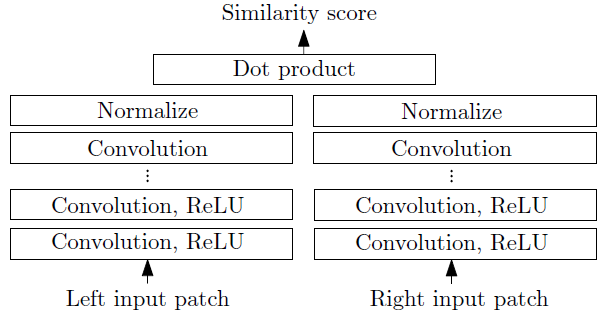 Similarity score
Dot product
Normalize
Normalize
Convolution
Convolution
Convolution, ReLU
Convolution, ReLU
Convolution, ReLU
Convolution, ReLU
Left input patch
Right input patch